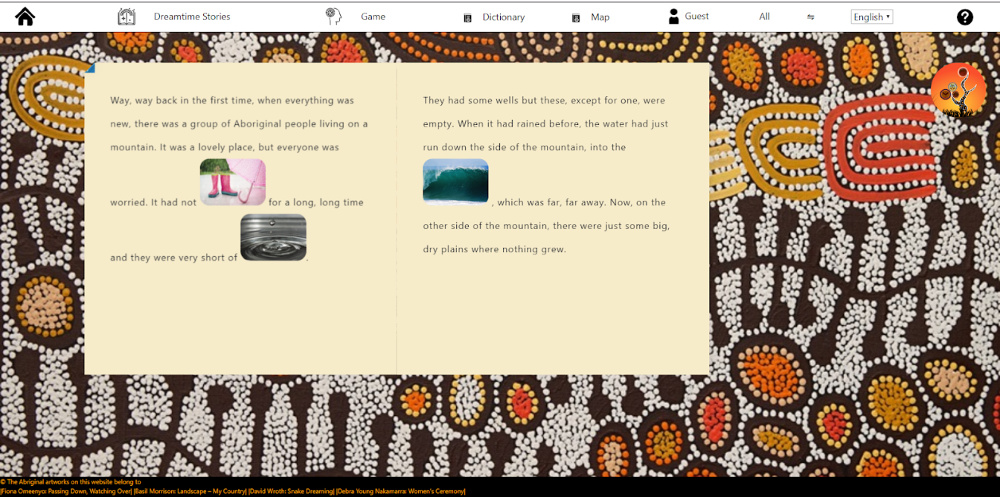 Dreamtime Stories Game Dictionary Map Guest All ⇋ English ?
Way, way back in the first time, when everything was
new, there was a group of Aboriginal people living on a
mountain. It was a lovely place, but everyone was
worried. It had not for a long, long time
and they were very short of .
They had some wells but these, except for one, were
empty. When it had rained before, the water had just
run down the side of the mountain, into the
, which was far, far away. Now, on the
other side of the mountain, there were just some big,
dry plains where nothing grew.
© The Abriginal artworks on this website belong to
|Fiona Omeenyo: Passing Down, Watching Over| |Basil Morrison: Landscape – My Country| |David Wroth: Snake Dreaming| |Debra Young Nakamarra: Women's Ceremony|